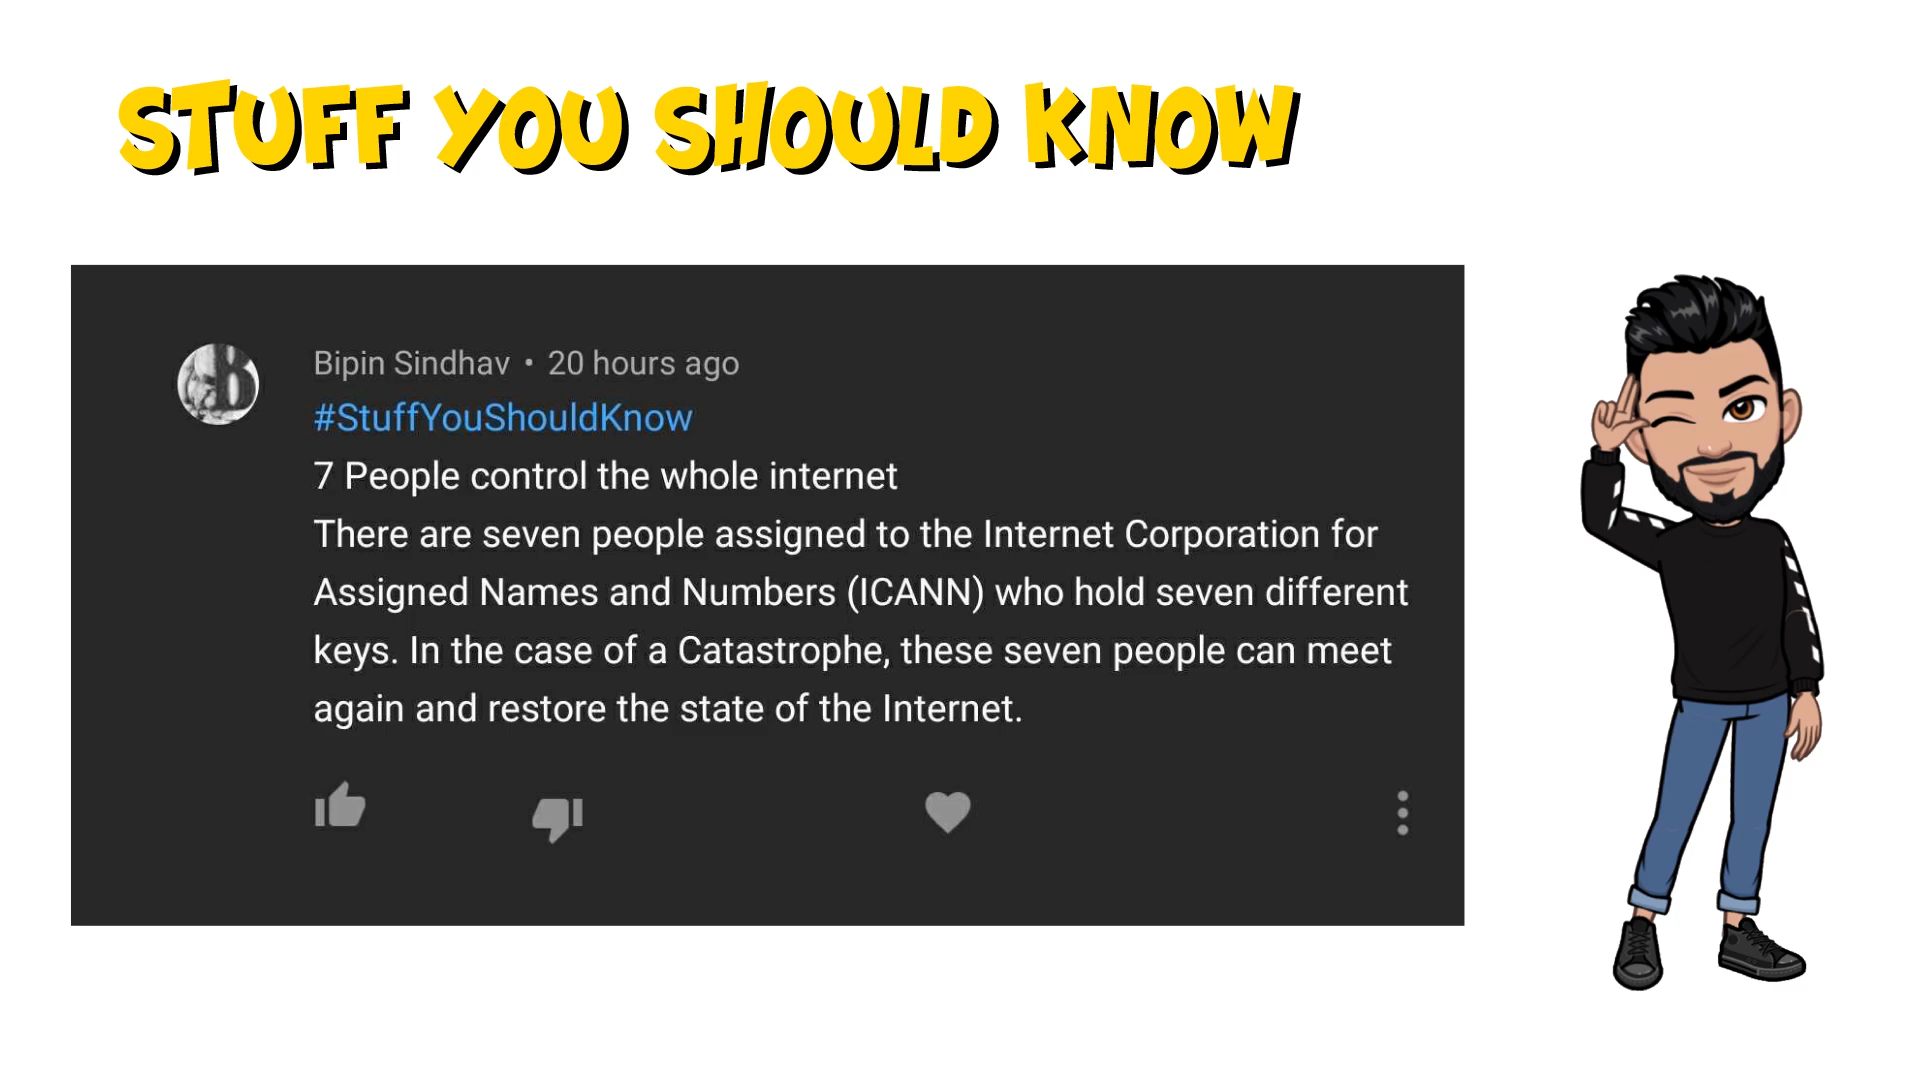 STUFF YOU SHOULD KNOW
Bipin Sindhav • 20 hours ago
#StuffYouShouldKnow
7 People control the whole internet
There are seven people assigned to the Internet Corporation for
Assigned Names and Numbers (ICANN) who hold seven different
keys. In the case of a Catastrophe, these seven people can meet
again and restore the state of the Internet.